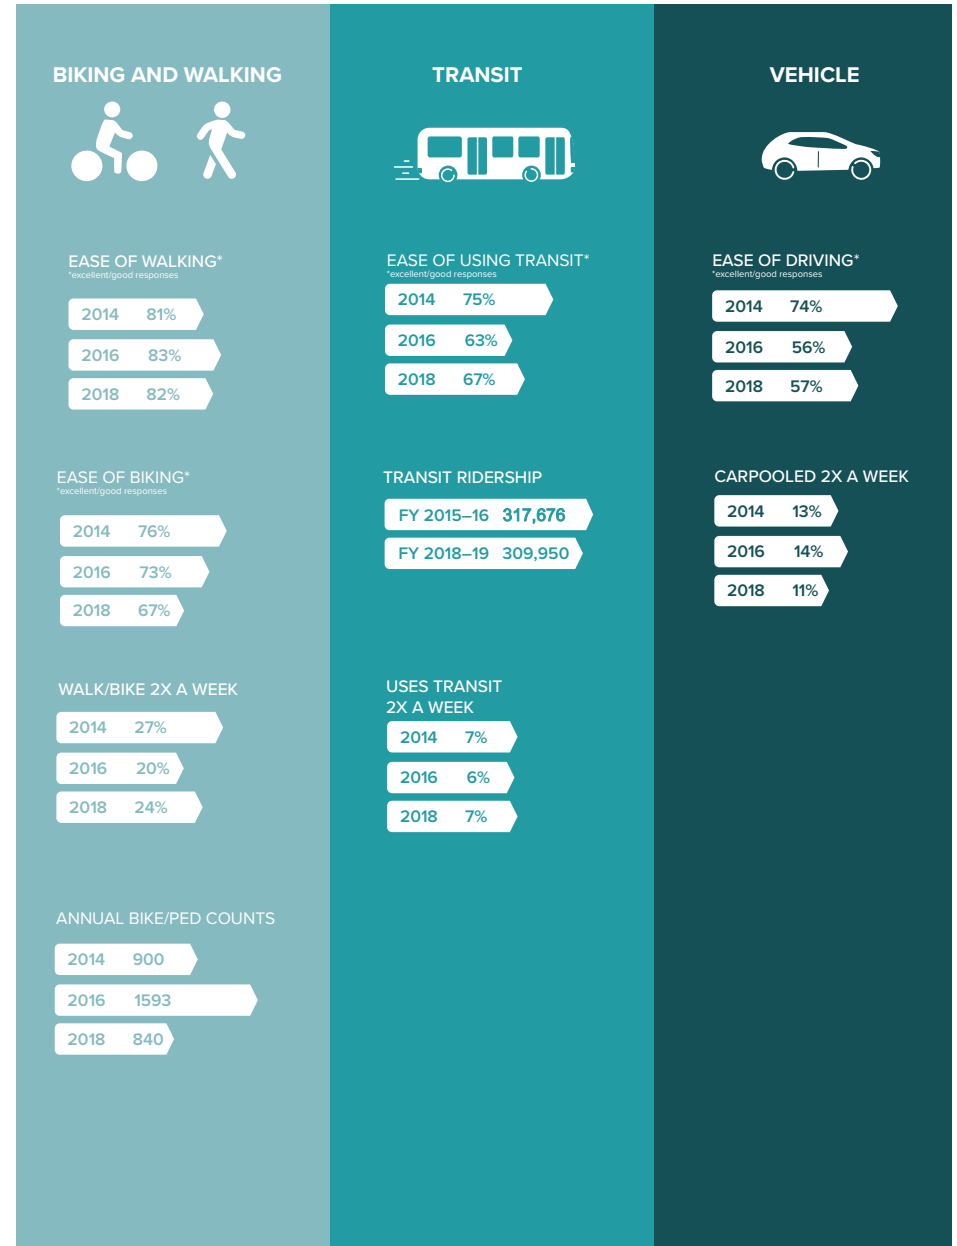 BIKING AND WALKING
EASE OF WALKING*
*excellent/good responses
2014 81%
2016 83%
2018 82%
EASE OF BIKING*
*excellent/good responses
2014 76%
2016 73%
2018 67%
WALK/BIKE 2X A WEEK
2014 27%
2016 20%
2018 24%
ANNUAL BIKE/PED COUNTS
2014 900
2016 1593
2018 840
TRANSIT
EASE OF USING TRANSIT*
*excellent/good responses
2014 75%
2016 63%
2018 67%
TRANSIT RIDERSHIP
FY 2015–16 317,676
FY 2018–19 309,950
USES TRANSIT
2X A WEEK
2014 7%
2016 6%
2018 7%
VEHICLE
EASE OF DRIVING*
*excellent/good responses
2014 74%
2016 56%
2018 57%
CARPOOLED 2X A WEEK
2014 13%
2016 14%
2018 11%